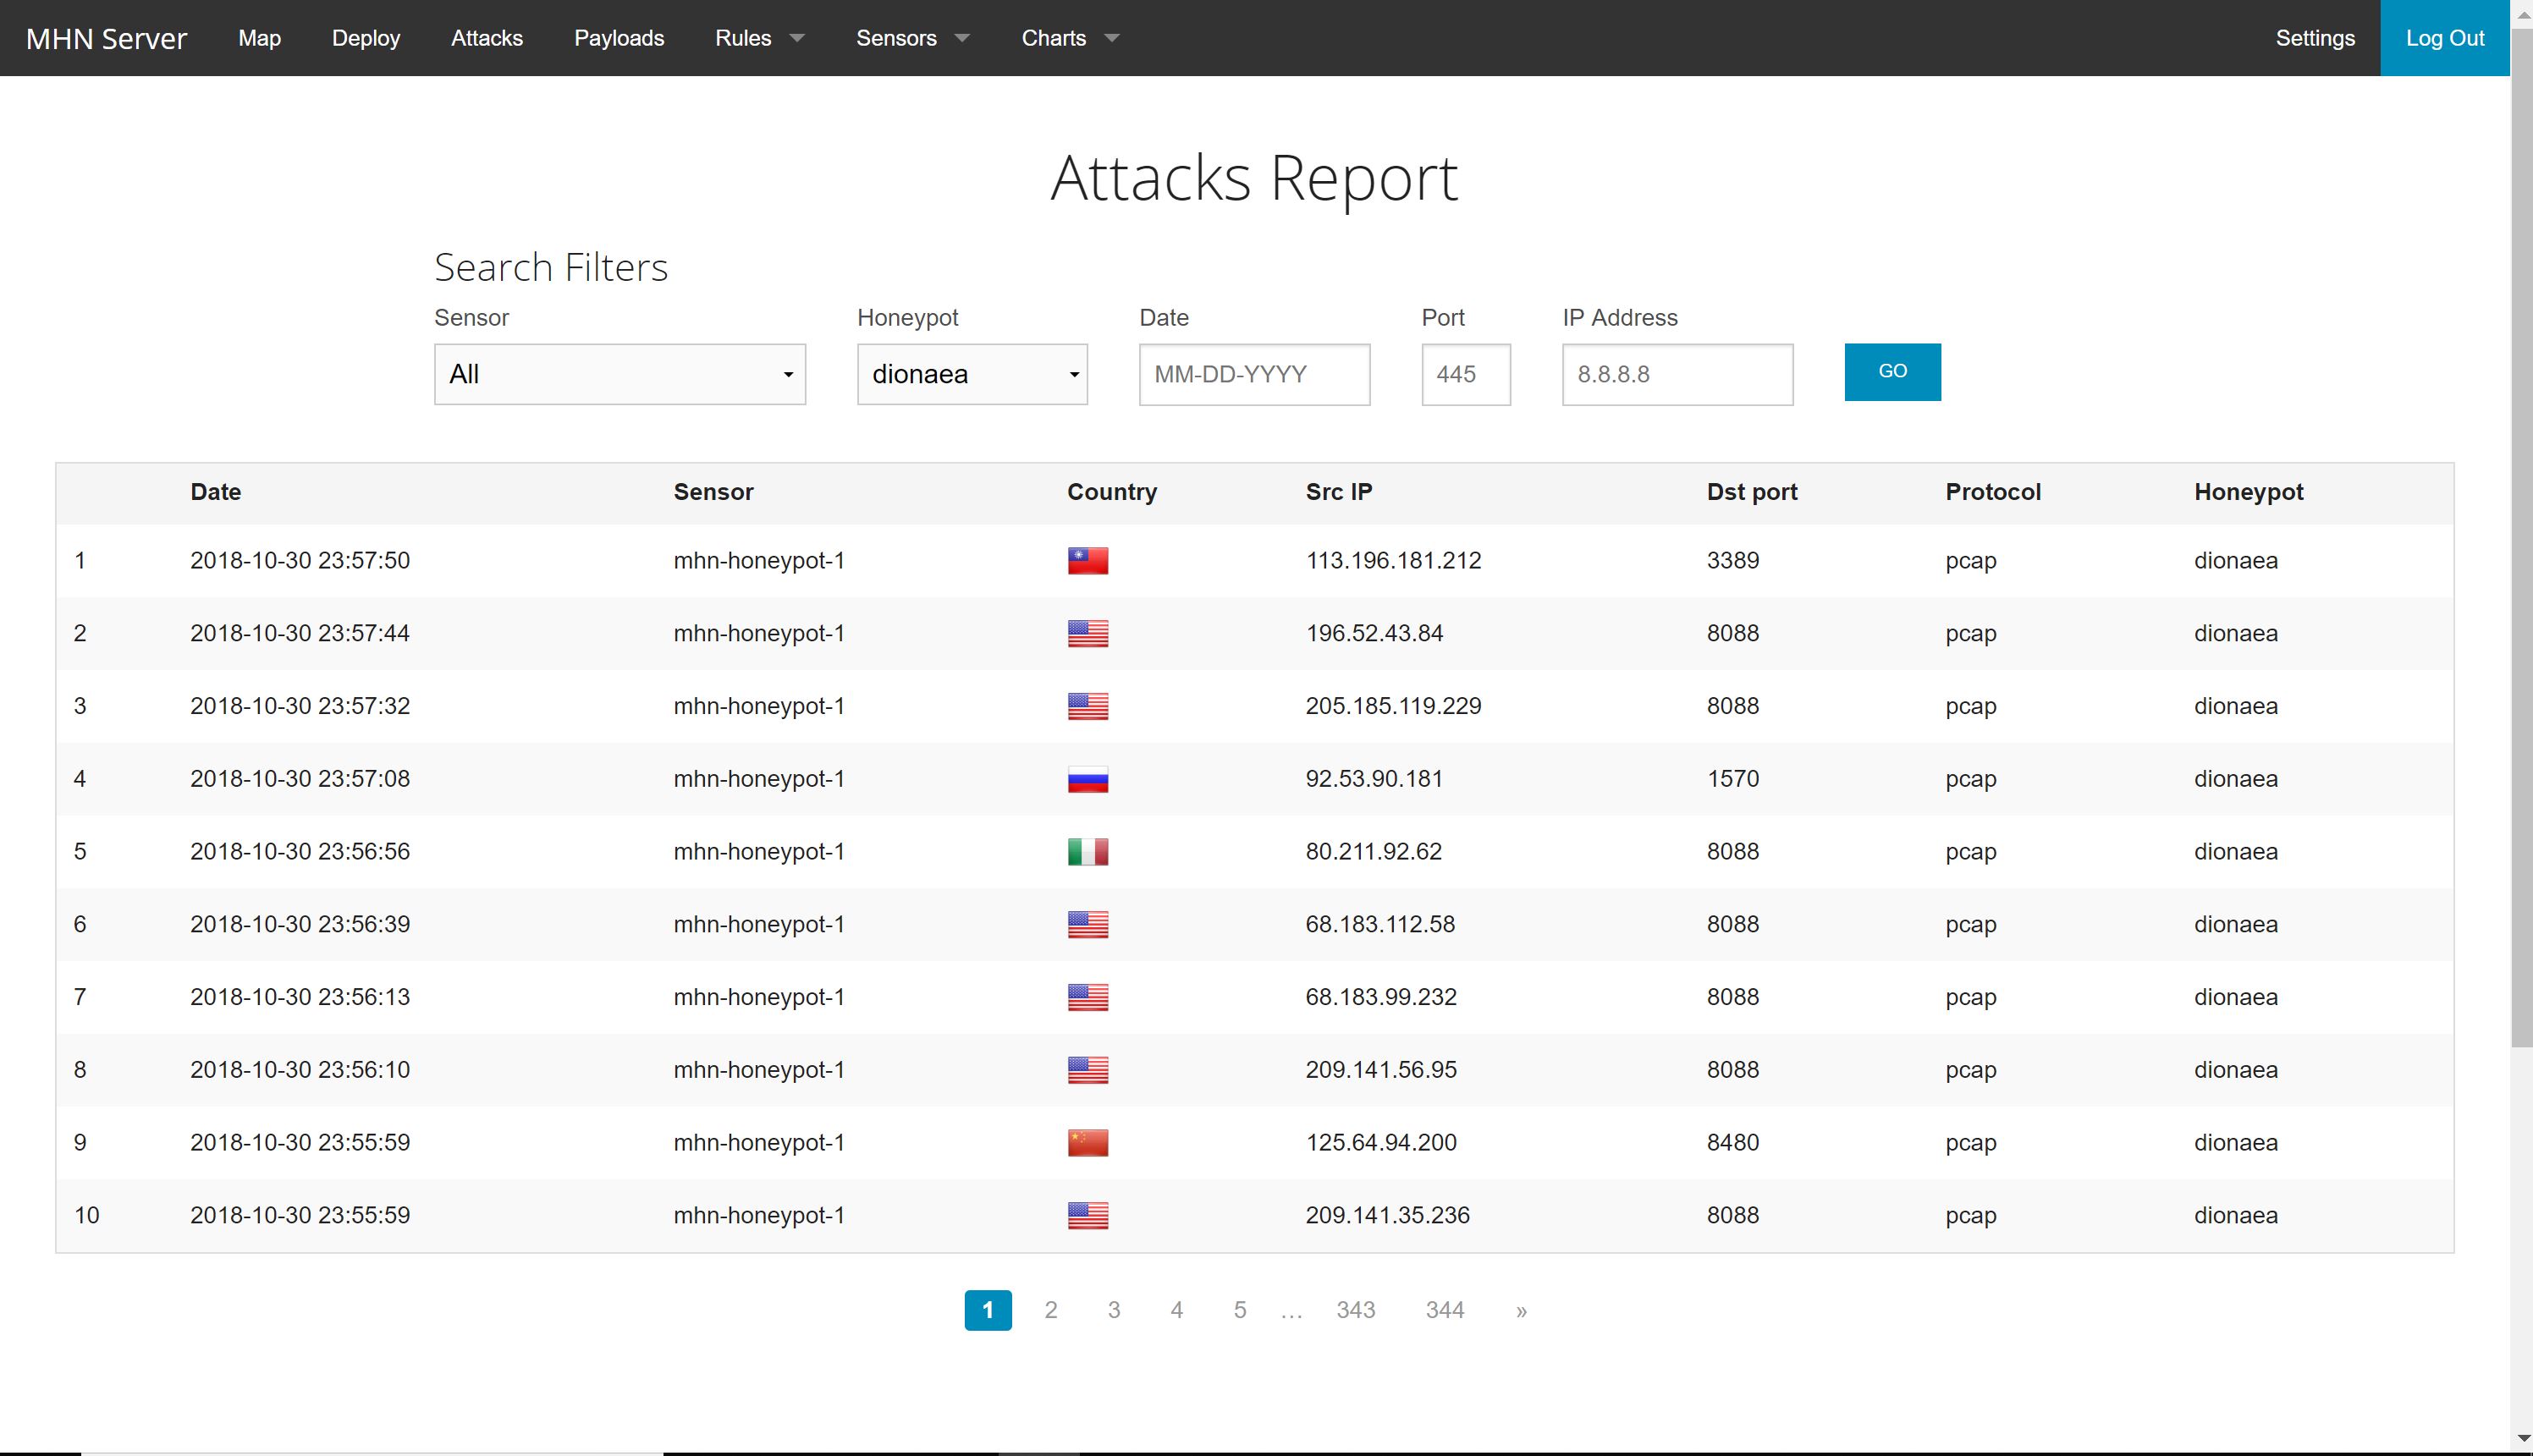 MHN Server Map Deploy Attacks Payloads Rules Sensors Charts Settings Log Out
Attacks Report
Search Filters
Sensor Honeypot Date Port IP Address
All dionaea MM-DD-YYYY 445 8.8.8.8 GO
Date Sensor Country Src IP Dst port Protocol Honeypot
1 2018-10-30 23:57:50 mhn-honeypot-1 113.196.181.212 3389 pcap dionaea
2 2018-10-30 23:57:44 mhn-honeypot-1 196.52.43.84 8088 pcap dionaea
3 2018-10-30 23:57:32 mhn-honeypot-1 205.185.119.229 8088 pcap dionaea
4 2018-10-30 23:57:08 mhn-honeypot-1 92.53.90.181 1570 pcap dionaea
5 2018-10-30 23:56:56 mhn-honeypot-1 80.211.92.62 8088 pcap dionaea
6 2018-10-30 23:56:39 mhn-honeypot-1 68.183.112.58 8088 pcap dionaea
7 2018-10-30 23:56:13 mhn-honeypot-1 68.183.99.232 8088 pcap dionaea
8 2018-10-30 23:56:10 mhn-honeypot-1 209.141.56.95 8088 pcap dionaea
9 2018-10-30 23:55:59 mhn-honeypot-1 125.64.94.200 8480 pcap dionaea
10 2018-10-30 23:55:59 mhn-honeypot-1 209.141.35.236 8088 pcap dionaea
1 2 3 4 5 … 343 344 »